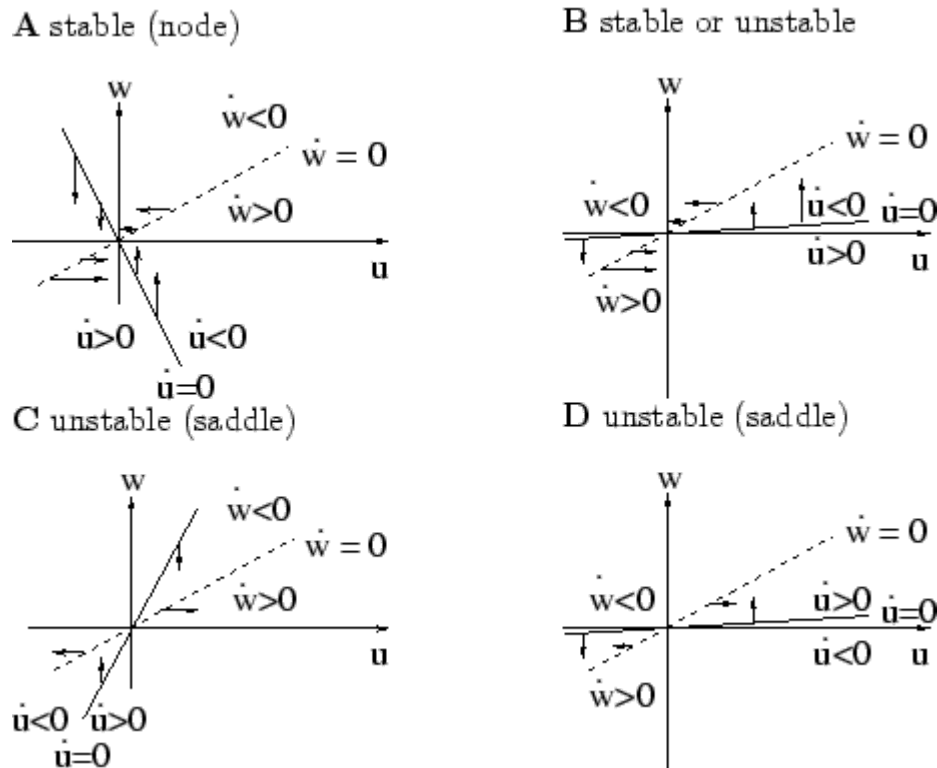 A stable (node)
w
ẇ<0
ẇ = 0
ẇ>0
u
u̇>0
u̇<0
u̇=0
B stable or unstable
w
ẇ = 0
ẇ<0
u̇<0
u̇=0
u̇>0
u
ẇ>0
C unstable (saddle)
w
ẇ<0
ẇ = 0
ẇ>0
u
u̇<0
u̇>0
u̇=0
D unstable (saddle)
w
ẇ = 0
ẇ<0
u̇>0
u̇=0
u̇<0
u
ẇ>0